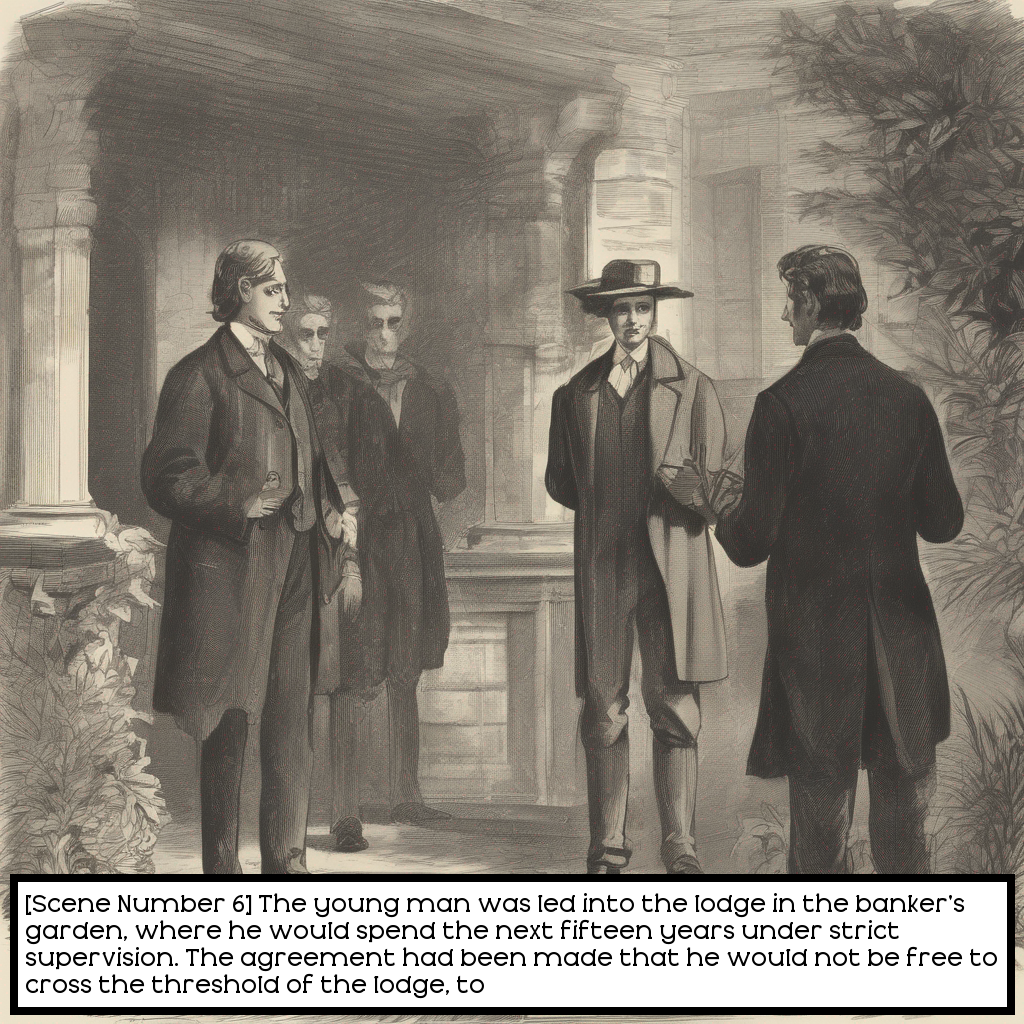 [Scene Number 6] The young man was led into the lodge in the banker's
garden, where he would spend the next fifteen years under strict
supervision. The agreement had been made that he would not be free to
cross the threshold of the lodge, to